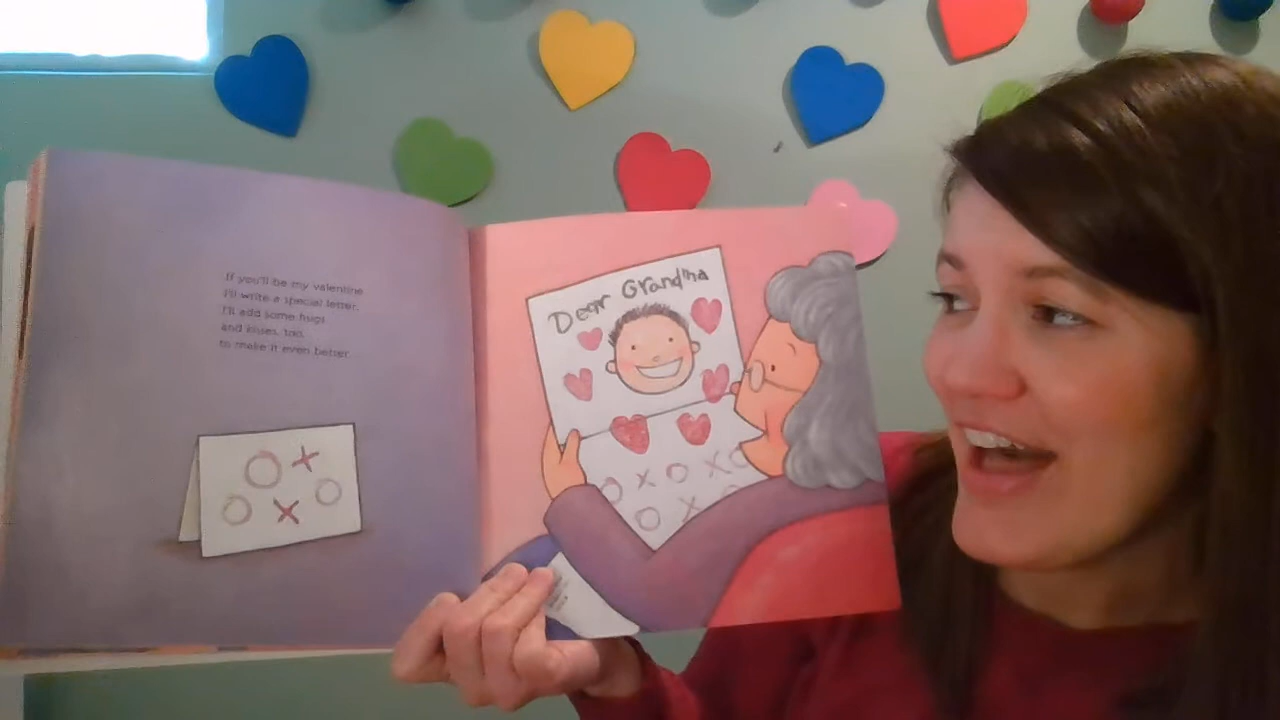 If you'll be my valentine
I'll write a special letter.
I'll add some hugs
and kisses, too,
to make it even better.
O X
O X O
Dear Grandma
O X O X O
O X